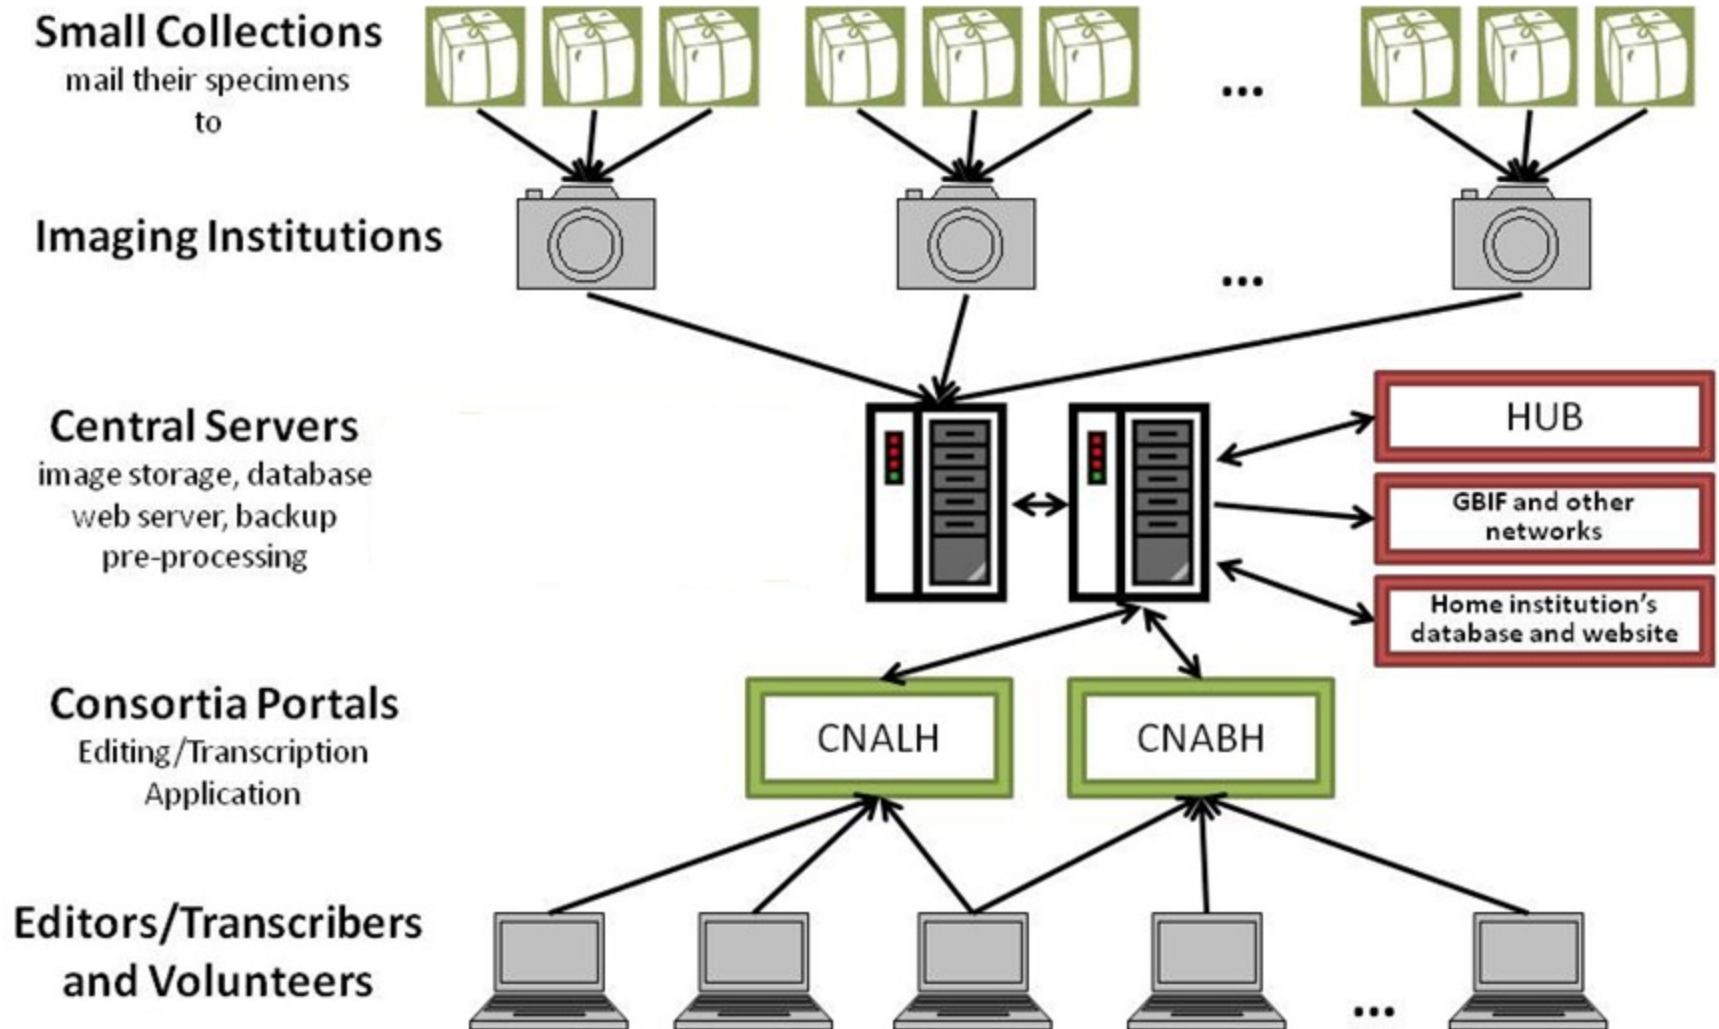 Small Collections
mail their specimens
to
...
Imaging Institutions
...
Central Servers
image storage, database
web server, backup
pre-processing
HUB
GBIF and other
networks
Home institution's
database and website
Consortia Portals
Editing/Transcription
Application
CNALH
CNABH
Editors/Transcribers
and Volunteers
...